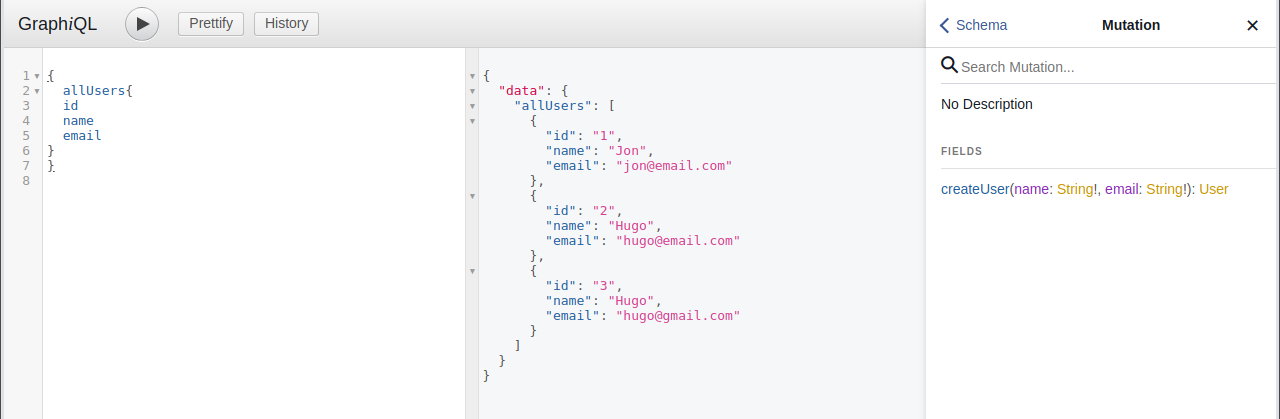 GraphiQL
Prettify
History
1 {
2 allUsers{
3 id
4 name
5 email
6 }
7 }
8
{
"data": {
"allUsers": [
{
"id": "1",
"name": "Jon",
"email": "jon@email.com"
},
{
"id": "2",
"name": "Hugo",
"email": "hugo@email.com"
},
{
"id": "3",
"name": "Hugo",
"email": "hugo@gmail.com"
}
]
}
}
Schema
Mutation
Search Mutation...
No Description
FIELDS
createUser(name: String!, email: String!): User